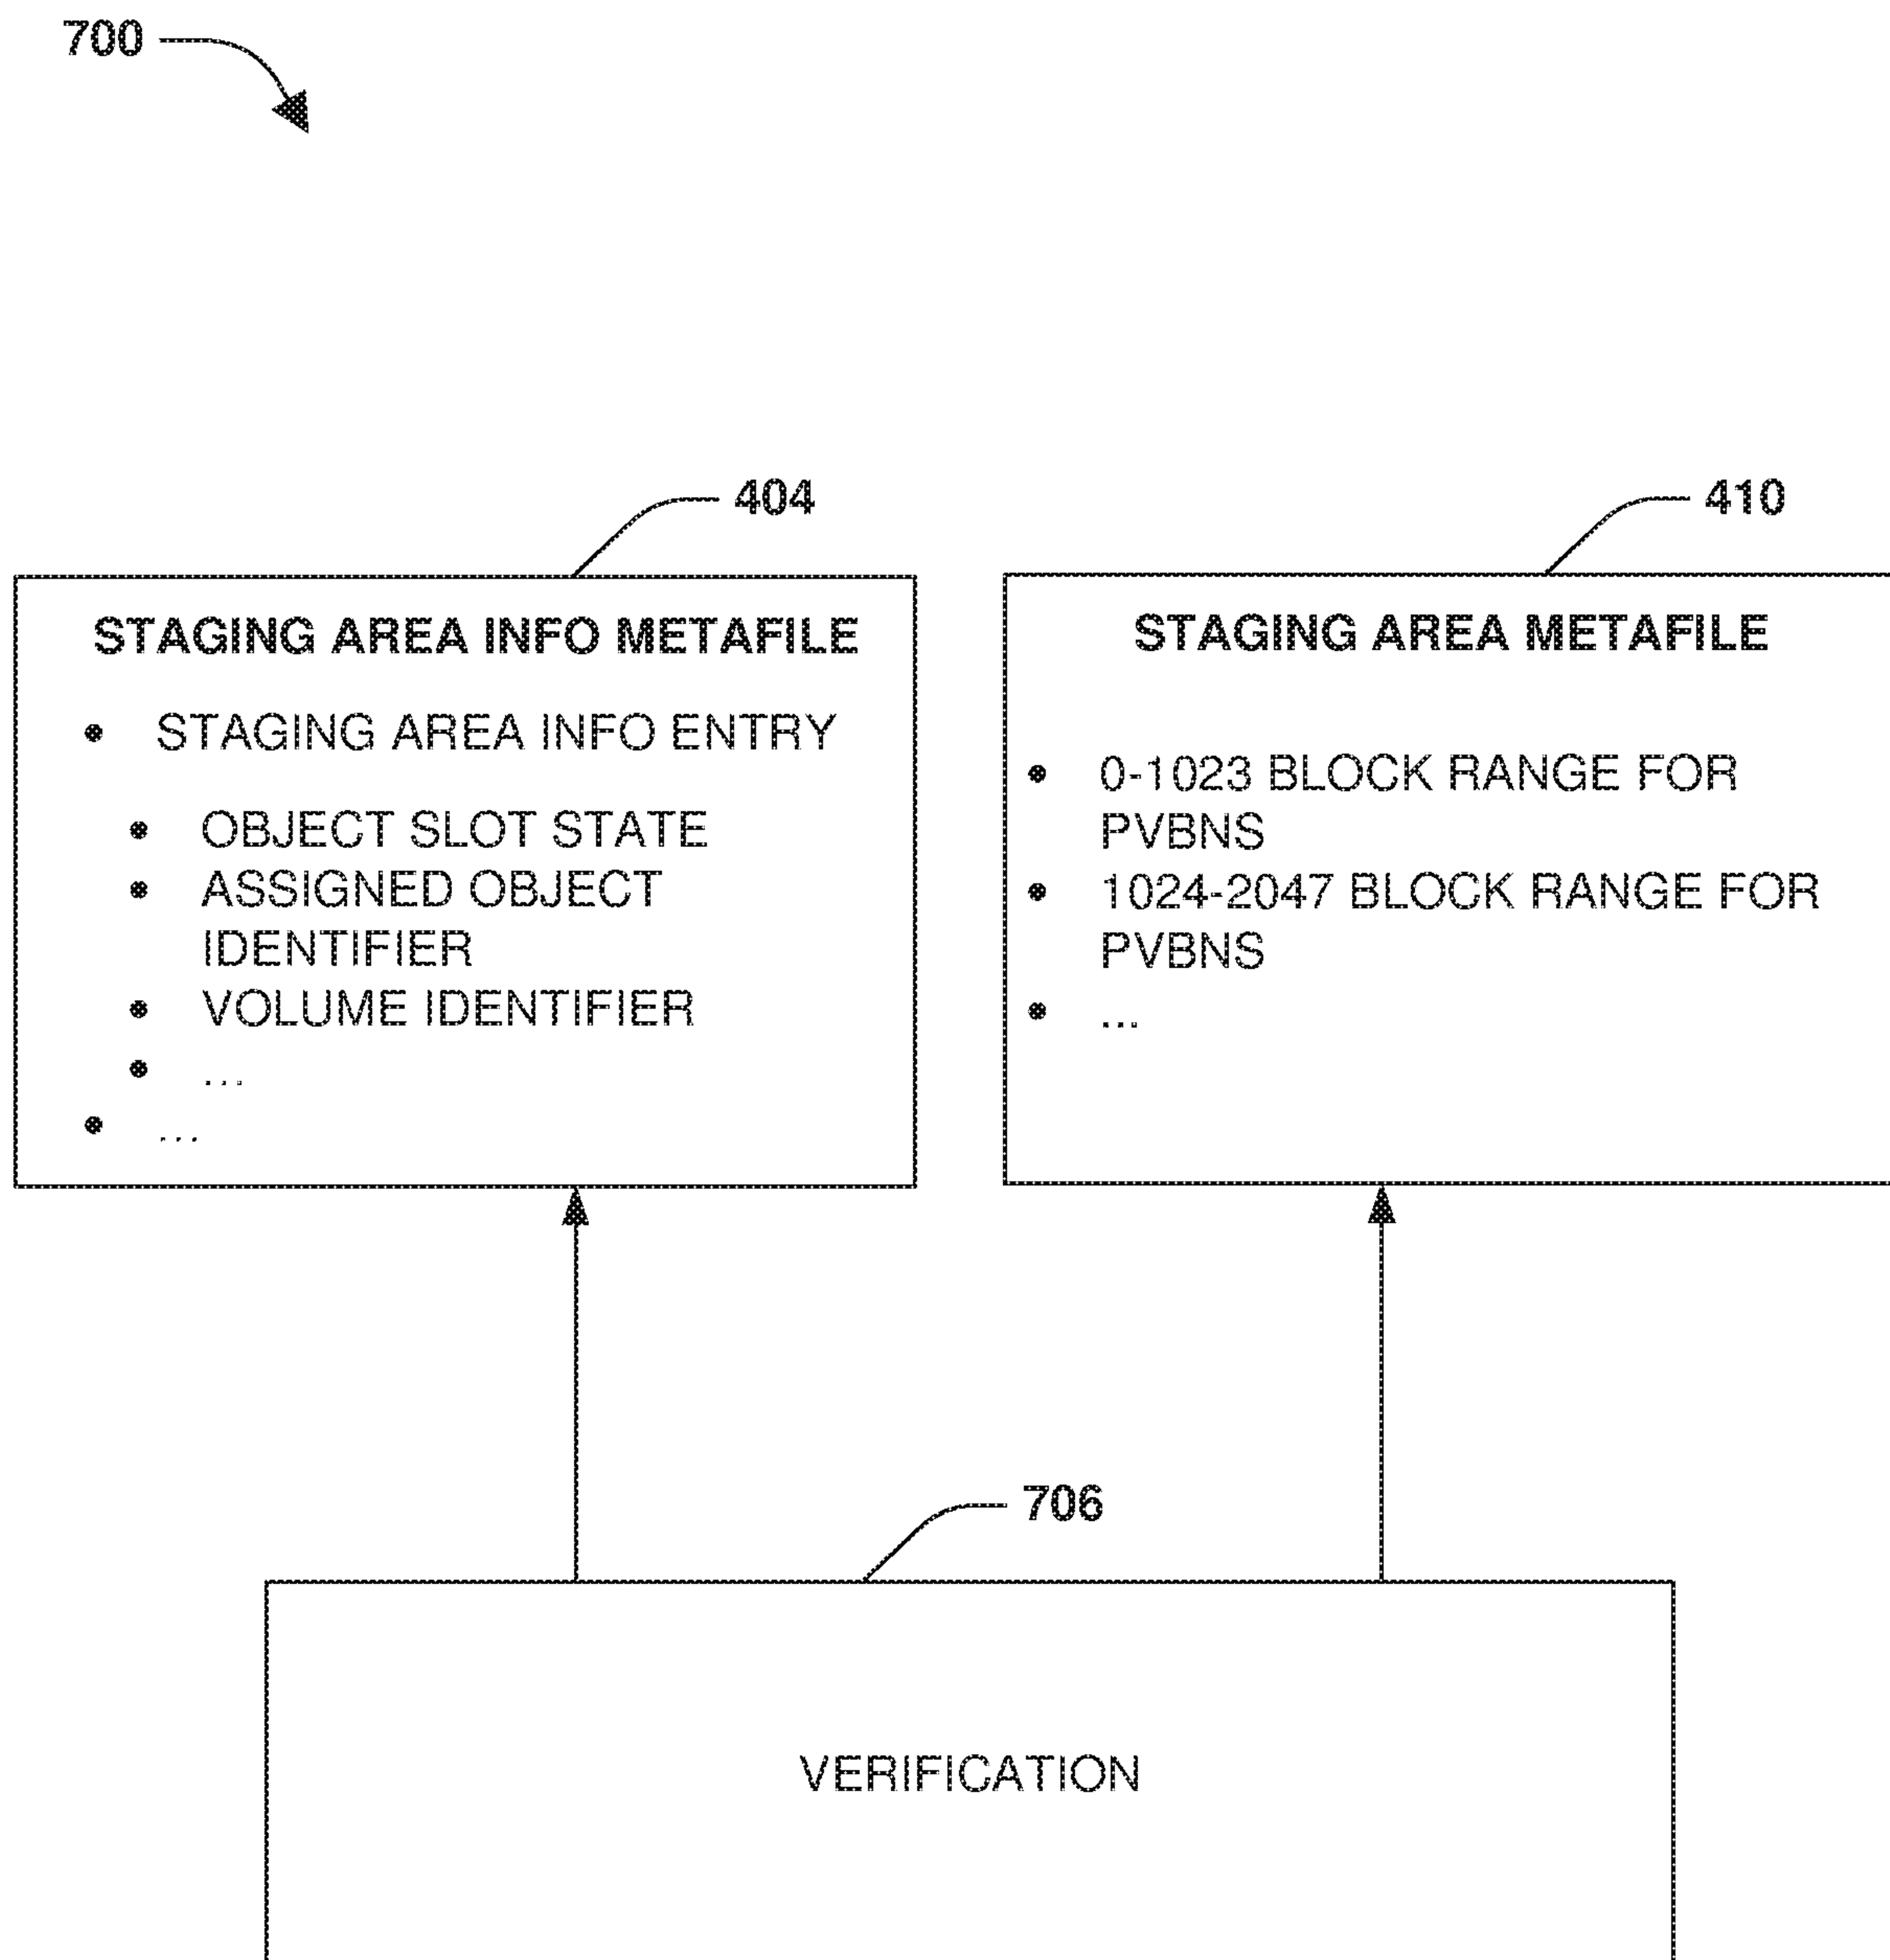 700
404
STAGING AREA INFO METAFILE
• STAGING AREA INFO ENTRY
• OBJECT SLOT STATE
• ASSIGNED OBJECT
IDENTIFIER
• VOLUME IDENTIFIER
• ...
• ...
410
STAGING AREA METAFILE
• 0-1023 BLOCK RANGE FOR
PVBNS
• 1024-2047 BLOCK RANGE FOR
PVBNS
• ...
706
VERIFICATION